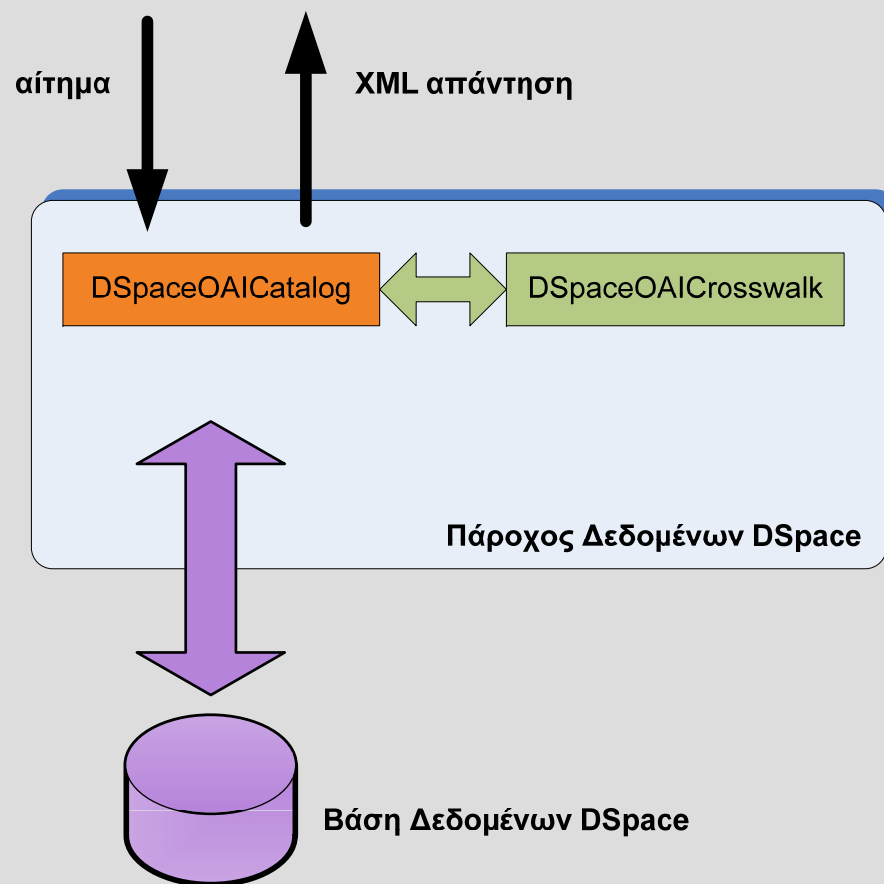 αίτημα
XML απάντηση
DSpaceOAICatalog
DSpaceOAICrosswalk
Πάροχος Δεδομένων DSpace
Βάση Δεδομένων DSpace